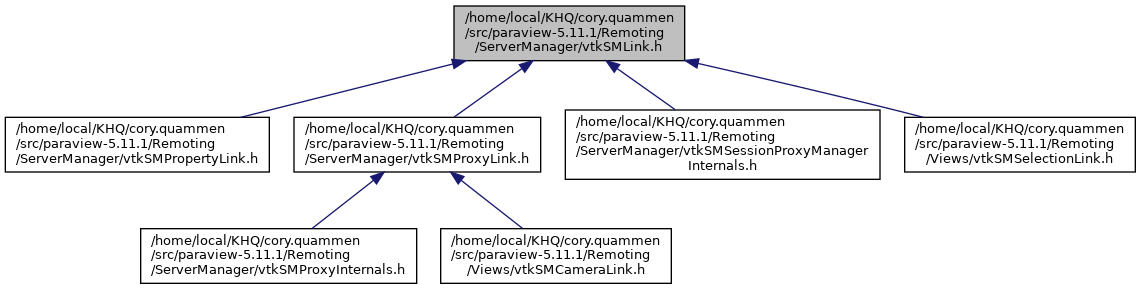 /home/local/KHQ/cory.quammen
/src/paraview-5.11.1/Remoting
/ServerManager/vtkSMLink.h
/home/local/KHQ/cory.quammen
/src/paraview-5.11.1/Remoting
/ServerManager/vtkSMPropertyLink.h
/home/local/KHQ/cory.quammen
/src/paraview-5.11.1/Remoting
/ServerManager/vtkSMProxyLink.h
/home/local/KHQ/cory.quammen
/src/paraview-5.11.1/Remoting
/ServerManager/vtkSMSessionProxyManager
Internals.h
/home/local/KHQ/cory.quammen
/src/paraview-5.11.1/Remoting
/Views/vtkSMSelectionLink.h
/home/local/KHQ/cory.quammen
/src/paraview-5.11.1/Remoting
/ServerManager/vtkSMProxyInternals.h
/home/local/KHQ/cory.quammen
/src/paraview-5.11.1/Remoting
/Views/vtkSMCameraLink.h